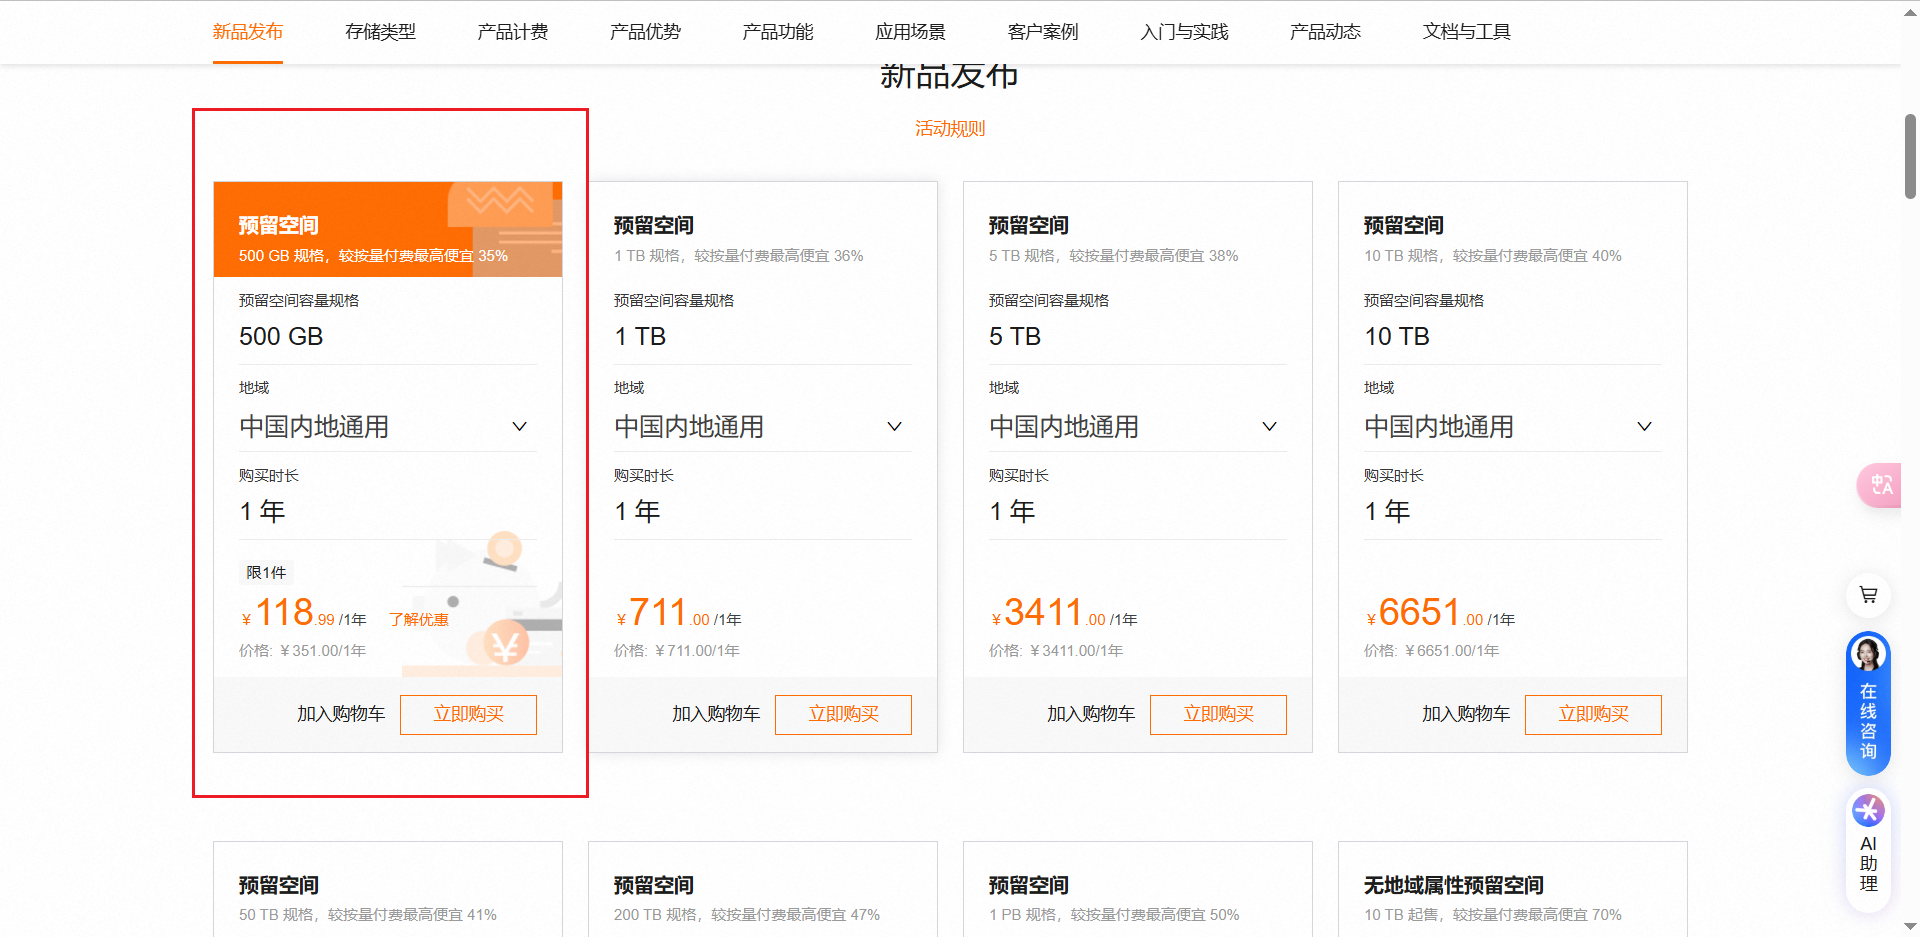 新品发布 存储类型 产品计费 产品优势 产品功能 应用场景 客户案例 入门与实践 产品动态 文档与工具
新品发布
活动规则
预留空间
500 GB 规格，较按量付费最高便宜 35%
预留空间容量规格
500 GB
地域
中国内地通用
购买时长
1 年
限1件
¥118.99 /1年 了解优惠
价格: ¥351.00/1年
加入购物车 立即购买
预留空间
1 TB 规格，较按量付费最高便宜 36%
预留空间容量规格
1 TB
地域
中国内地通用
购买时长
1 年
¥711.00 /1年
价格: ¥711.00/1年
加入购物车 立即购买
预留空间
5 TB 规格，较按量付费最高便宜 38%
预留空间容量规格
5 TB
地域
中国内地通用
购买时长
1 年
¥3411.00 /1年
价格: ¥3411.00/1年
加入购物车 立即购买
预留空间
10 TB 规格，较按量付费最高便宜 40%
预留空间容量规格
10 TB
地域
中国内地通用
购买时长
1 年
¥6651.00 /1年
价格: ¥6651.00/1年
加入购物车 立即购买
预留空间
50 TB 规格，较按量付费最高便宜 41%
预留空间
200 TB 规格，较按量付费最高便宜 47%
预留空间
1 PB 规格，较按量付费最高便宜 50%
无地域属性预留空间
10 TB 起售，较按量付费最高便宜 70%
中A
在线咨询
AI
助
理